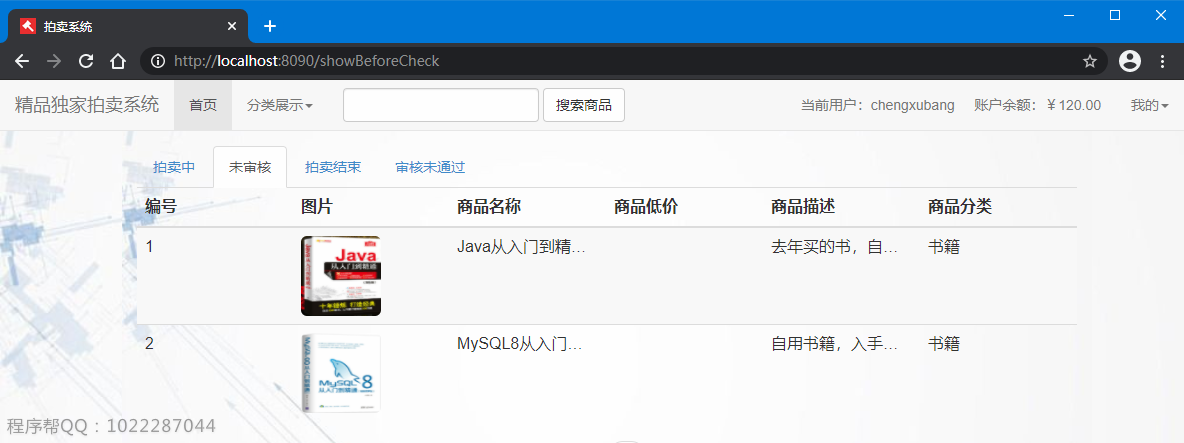 拍卖系统
http://localhost:8090/showBeforeCheck
精品独家拍卖系统 首页 分类展示 搜索商品 当前用户：chengxubang 账户余额：￥120.00 我的
拍卖中 未审核 拍卖结束 审核未通过
编号 图片 商品名称 商品低价 商品描述 商品分类
1 Java从入门到精... 去年买的书，自... 书籍
Java
从入门到精通
2 MySQL8从入门... 自用书籍，入手... 书籍
MySQL 8
从入门到精通
程序帮QQ：1022287044